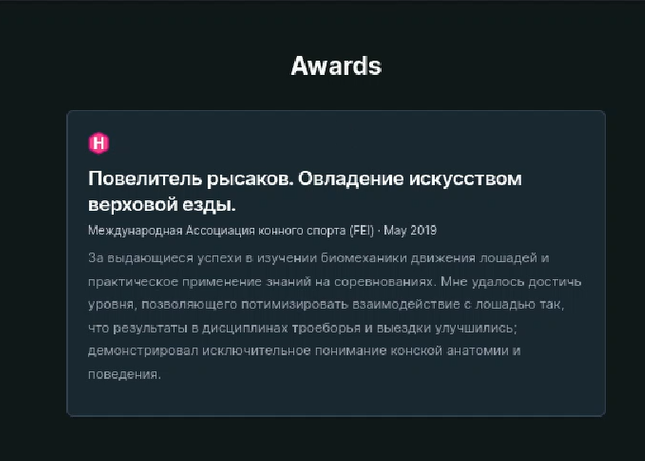 Awards
H
Повелитель рысаков. Овладение искусством
верховой езды.
Международная Ассоциация конного спорта (FEI) · May 2019
За выдающиеся успехи в изучении биомеханики движения лошадей и
практическое применение знаний на соревнованиях. Мне удалось достичь
уровня, позволяющего потимизировать взаимодействие с лошадью так,
что результаты в дисциплинах троеборья и выездки улучшились;
демонстрировал исключительное понимание конской анатомии и
поведения.